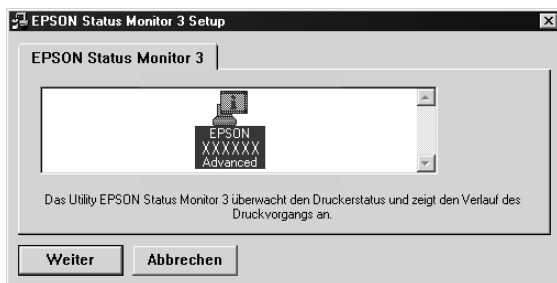 EPSON Status Monitor 3 Setup
EPSON Status Monitor 3
EPSON
XXXXXX
Advanced
Das Utility EPSON Status Monitor 3 überwacht den Druckerstatus und zeigt den Verlauf des
Druckvorgangs an.
Weiter Abbrechen